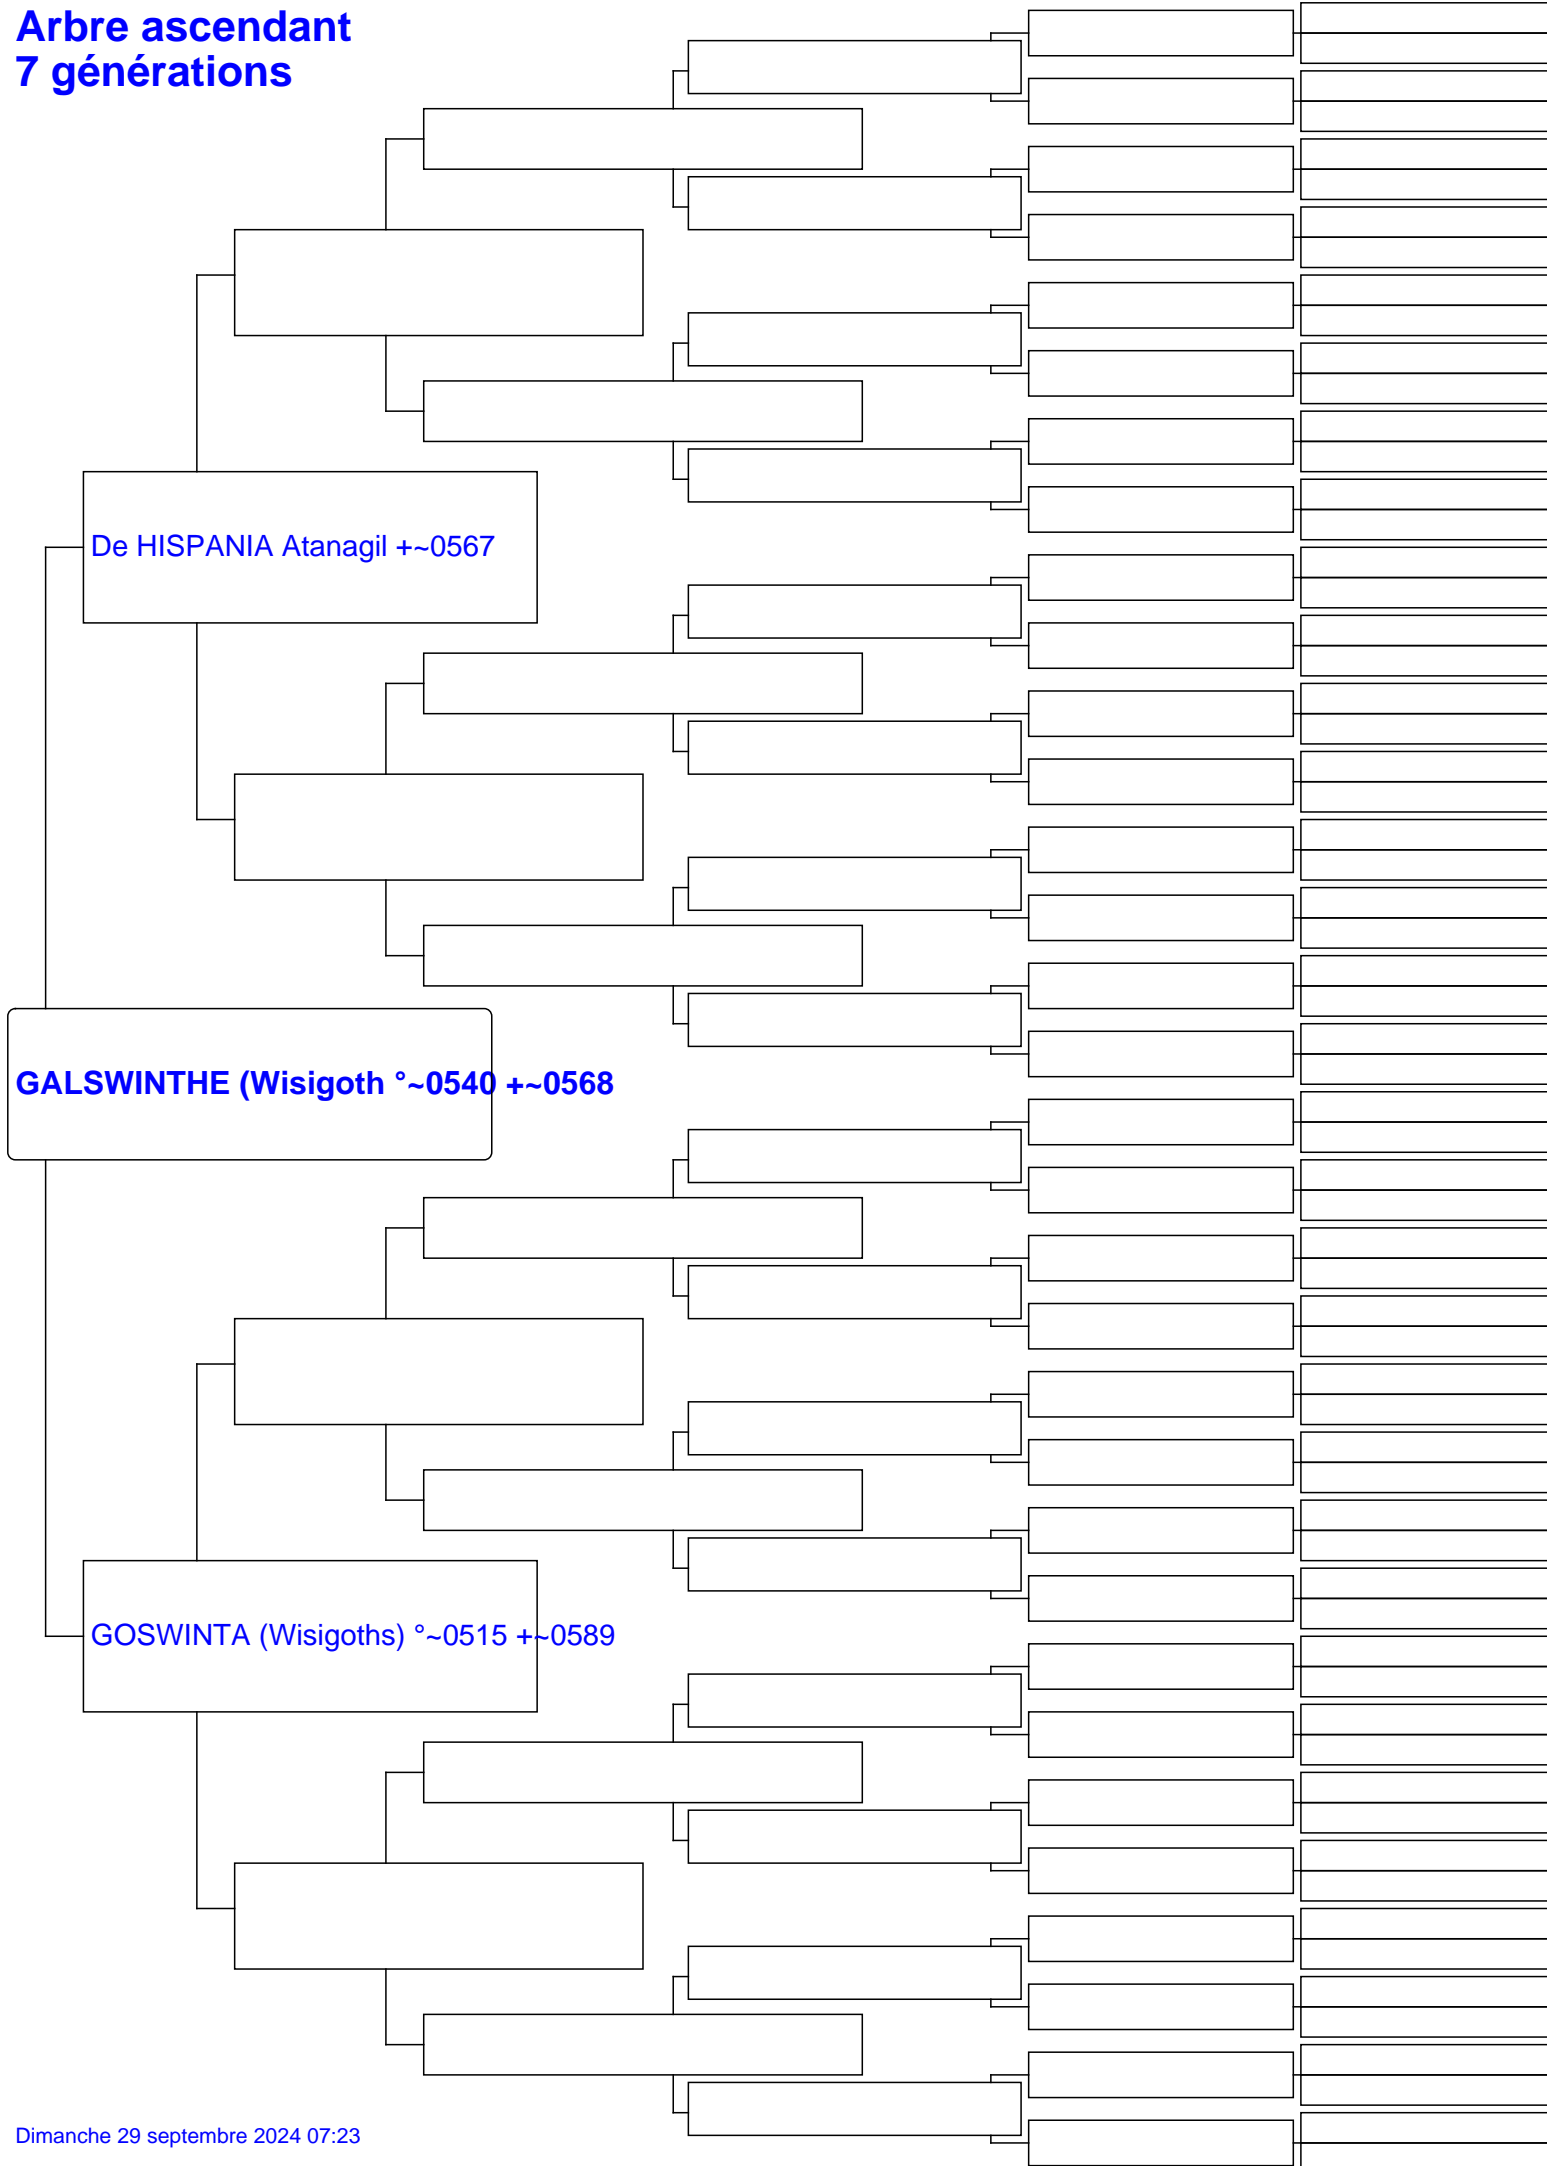 Arbre ascendant
7 générations
De HISPANIA Atanagil +~0567
GALSWINTHE (Wisigoth °~0540 +~0568
GOSWINTA (Wisigoths) °~0515 +~0589
Dimanche 29 septembre 2024 07:23